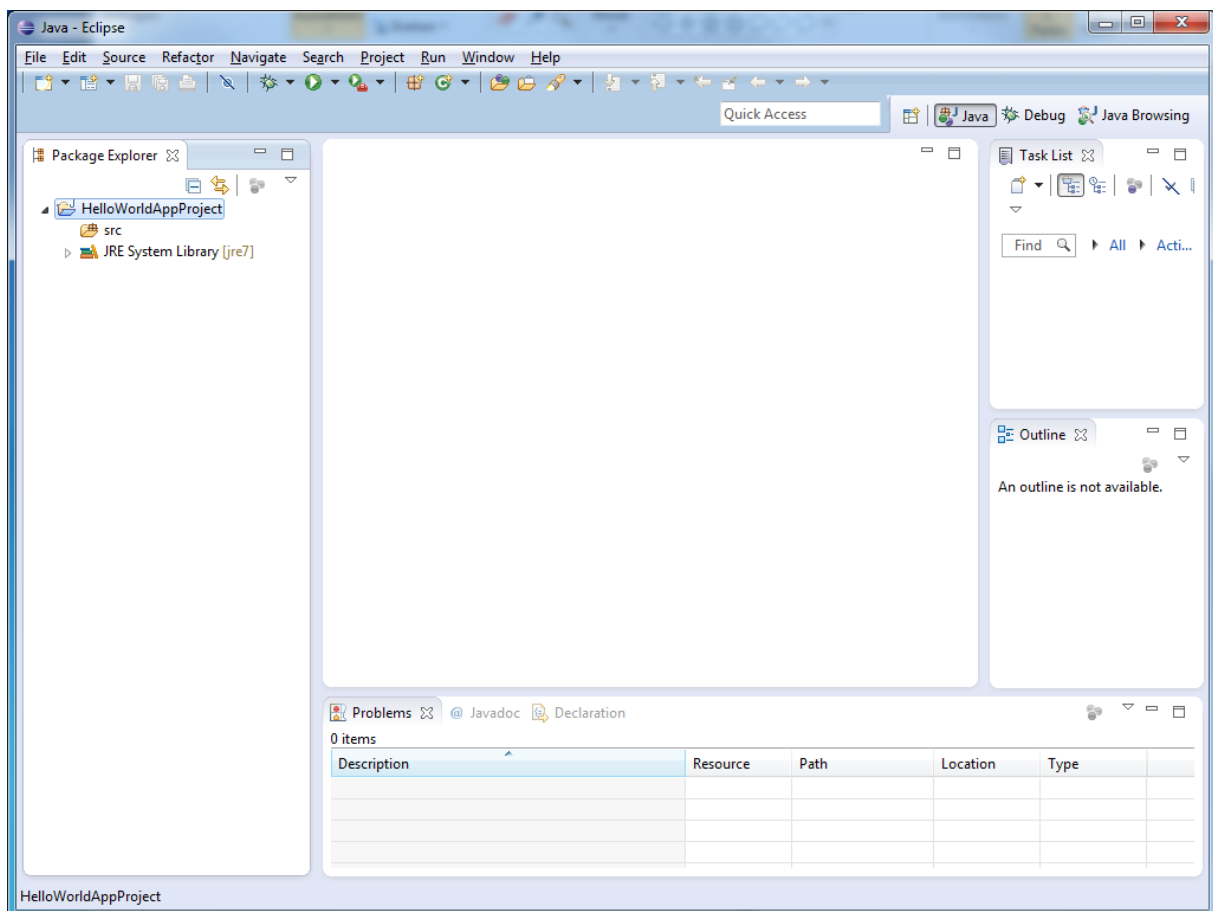 Java - Eclipse
File Edit Source Refactor Navigate Search Project Run Window Help
Quick Access
Java Debug Java Browsing
Package Explorer
HelloWorldAppProject
src
JRE System Library [jre7]
Task List
Find All Acti...
Outline
An outline is not available.
Problems @ Javadoc Declaration
0 items
Description Resource Path Location Type
HelloWorldAppProject